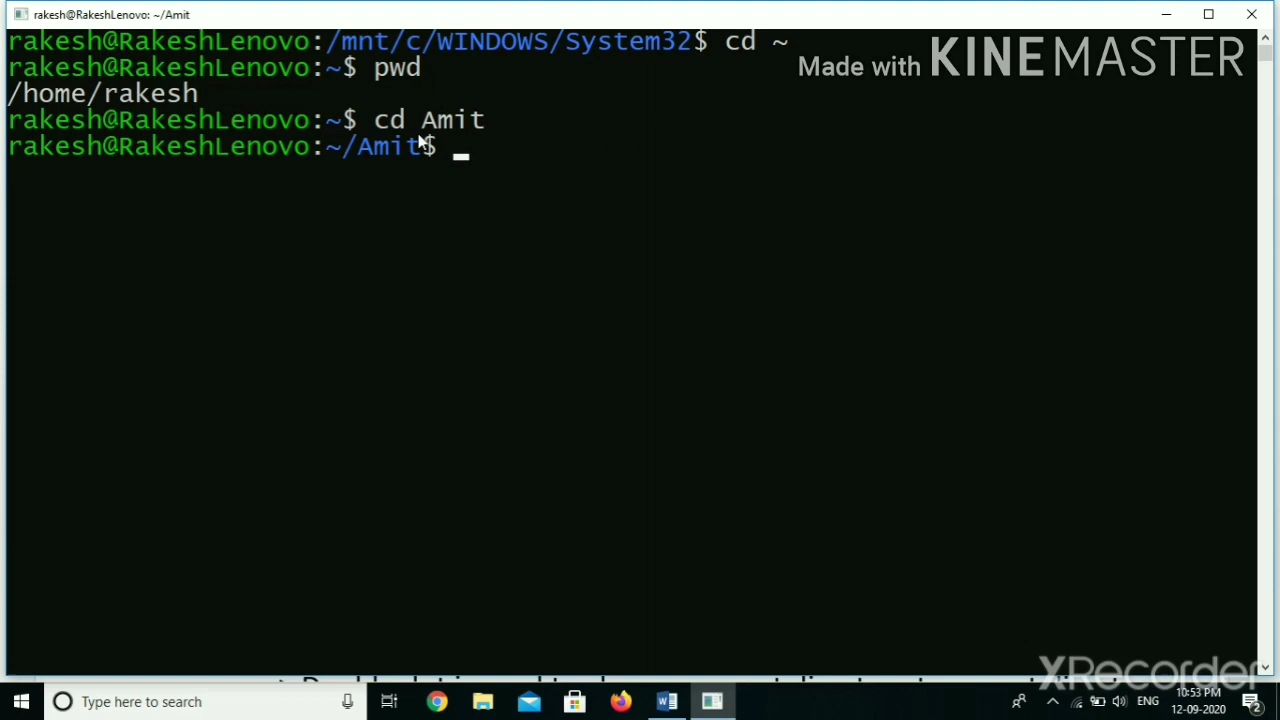 rakesh@RakeshLenovo: ~/Amit
rakesh@RakeshLenovo:/mnt/c/WINDOWS/System32$ cd ~
rakesh@RakeshLenovo:~$ pwd
/home/rakesh
rakesh@RakeshLenovo:~$ cd Amit
rakesh@RakeshLenovo:~/Amit$
Made with KINEMASTER
XRecorder
Type here to search
ENG
10:53 PM
12-09-2020
2